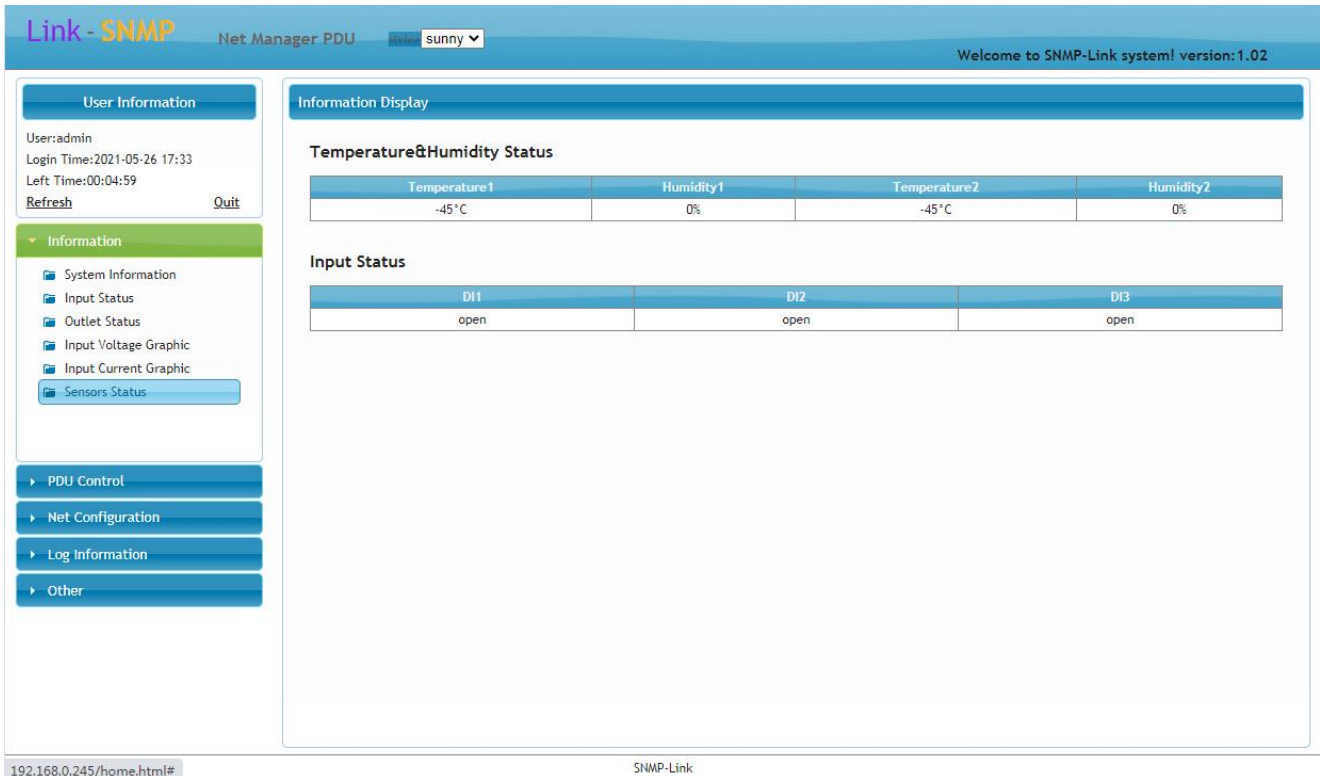 Link - SNMP
Net Manager PDU
sunny
Welcome to SNMP-Link system! version:1.02
User Information
User:admin
Login Time:2021-05-26 17:33
Left Time:00:04:59
Refresh Quit
Information
System Information
Input Status
Outlet Status
Input Voltage Graphic
Input Current Graphic
Sensors Status
PDU Control
Net Configuration
Log Information
Other
Information Display
Temperature&Humidity Status
Temperature1 Humidity1 Temperature2 Humidity2
-45°C 0% -45°C 0%
Input Status
DI1 DI2 DI3
open open open
192.168.0.245/home.html#
SNMP-Link